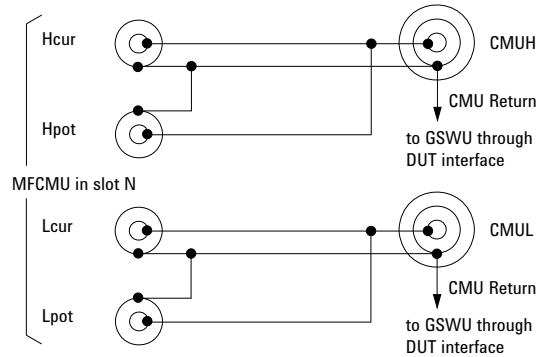 Hcur
CMUH
CMU Return
Hpot
to GSWU through
DUT interface
MFCMU in slot N
Lcur
CMUL
CMU Return
Lpot
to GSWU through
DUT interface